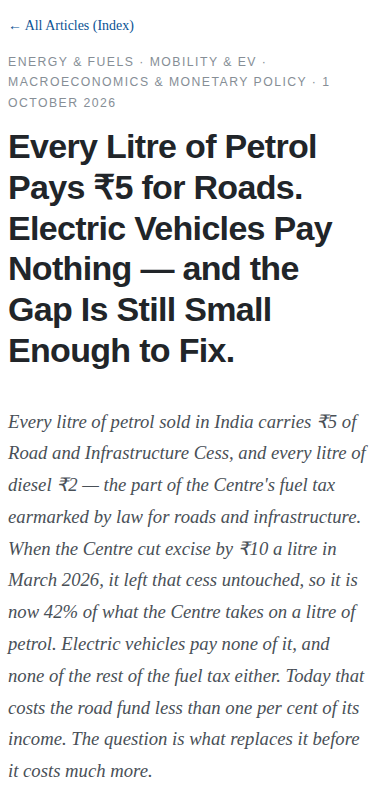 ← All Articles (Index)
ENERGY & FUELS · MOBILITY & EV ·
MACROECONOMICS & MONETARY POLICY · 1
OCTOBER 2026
Every Litre of Petrol
Pays ₹5 for Roads.
Electric Vehicles Pay
Nothing — and the
Gap Is Still Small
Enough to Fix.
Every litre of petrol sold in India carries ₹5 of
Road and Infrastructure Cess, and every litre of
diesel ₹2 — the part of the Centre's fuel tax
earmarked by law for roads and infrastructure.
When the Centre cut excise by ₹10 a litre in
March 2026, it left that cess untouched, so it is
now 42% of what the Centre takes on a litre of
petrol. Electric vehicles pay none of it, and
none of the rest of the fuel tax either. Today that
costs the road fund less than one per cent of its
income. The question is what replaces it before
it costs much more.